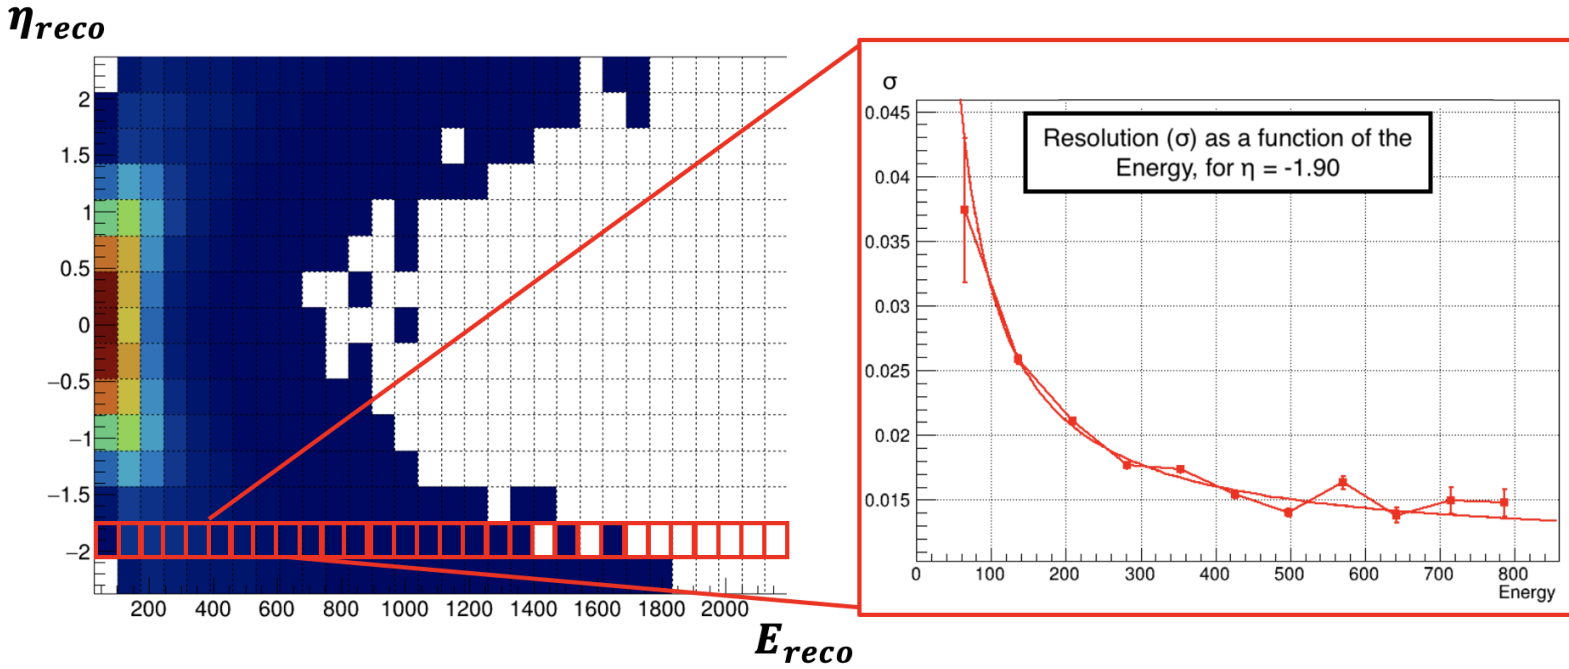 η_reco
2
1.5
1
0.5
0
−0.5
−1
−1.5
−2
200 400 600 800 1000 1200 1400 1600 1800 2000
E_reco
σ
Resolution (σ) as a function of the
Energy, for η = -1.90
0.045
0.04
0.035
0.03
0.025
0.02
0.015
0 100 200 300 400 500 600 700 800
Energy